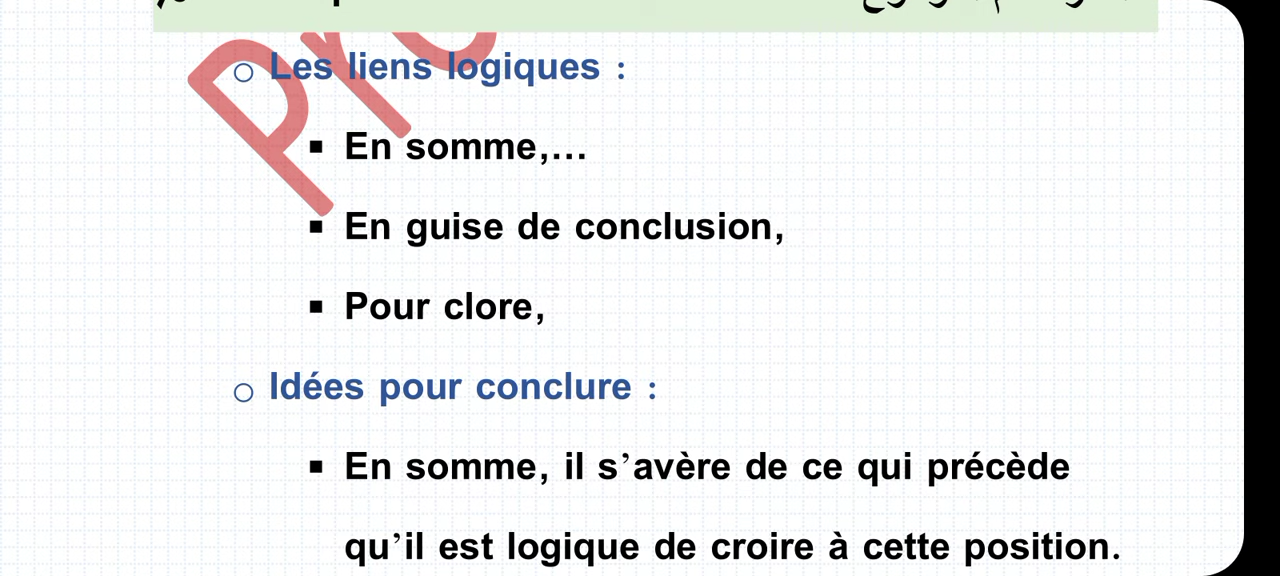 Les liens logiques :
En somme,...
En guise de conclusion,
Pour clore,
Idées pour conclure :
En somme, il s’avère de ce qui précède
qu’il est logique de croire à cette position.